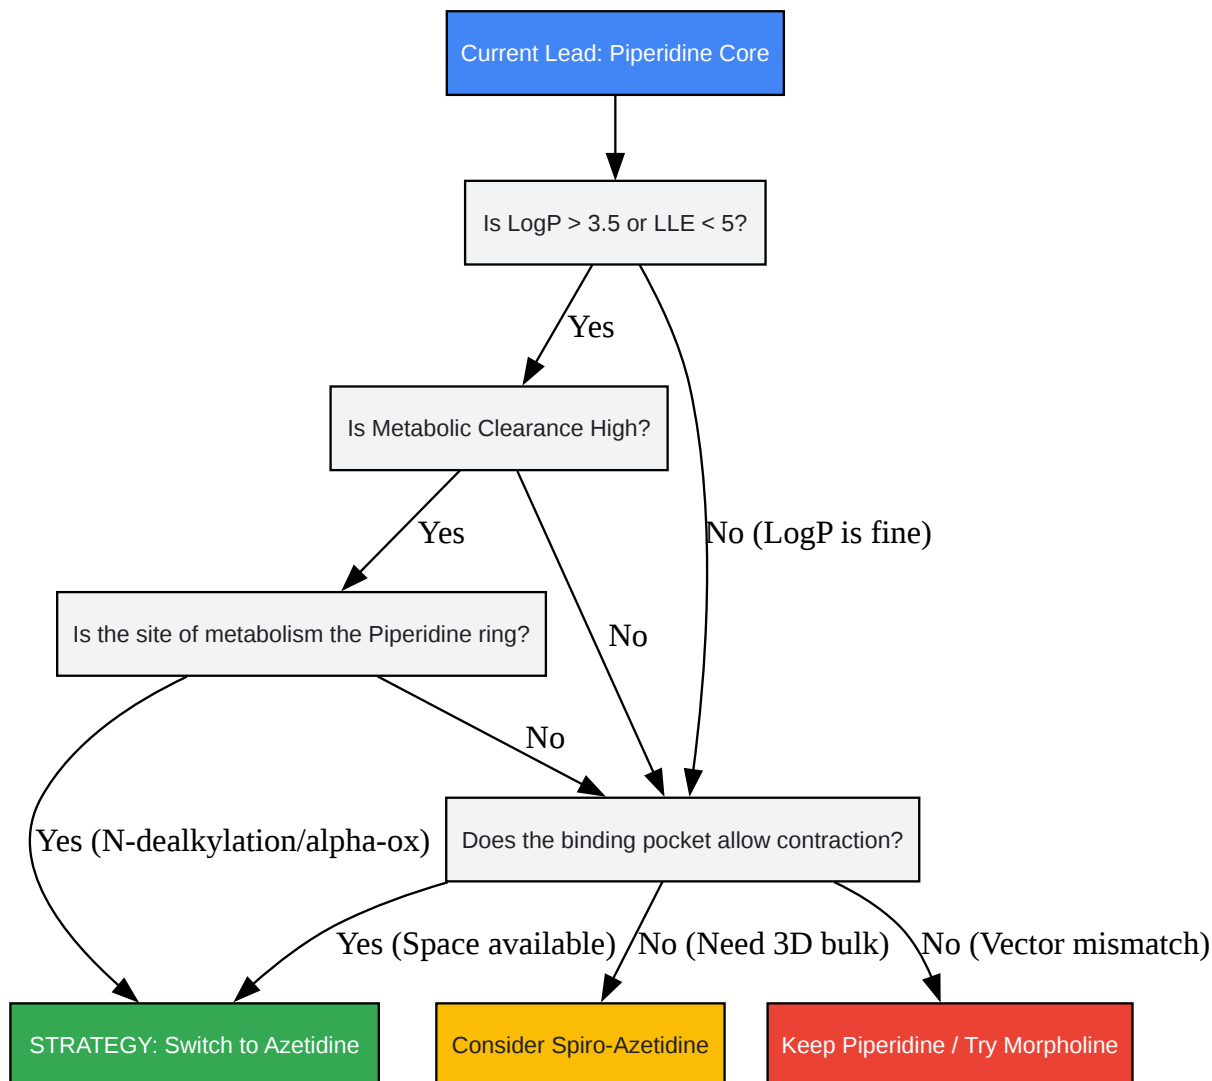 Current Lead: Piperidine Core
Is LogP > 3.5 or LLE < 5?
Yes
Is Metabolic Clearance High?
Yes
No (LogP is fine)
Is the site of metabolism the Piperidine ring?
No
No
Yes (N-dealkylation/alpha-ox)
Does the binding pocket allow contraction?
Yes (Space available)
No (Need 3D bulk)
No (Vector mismatch)
STRATEGY: Switch to Azetidine
Consider Spiro-Azetidine
Keep Piperidine / Try Morpholine